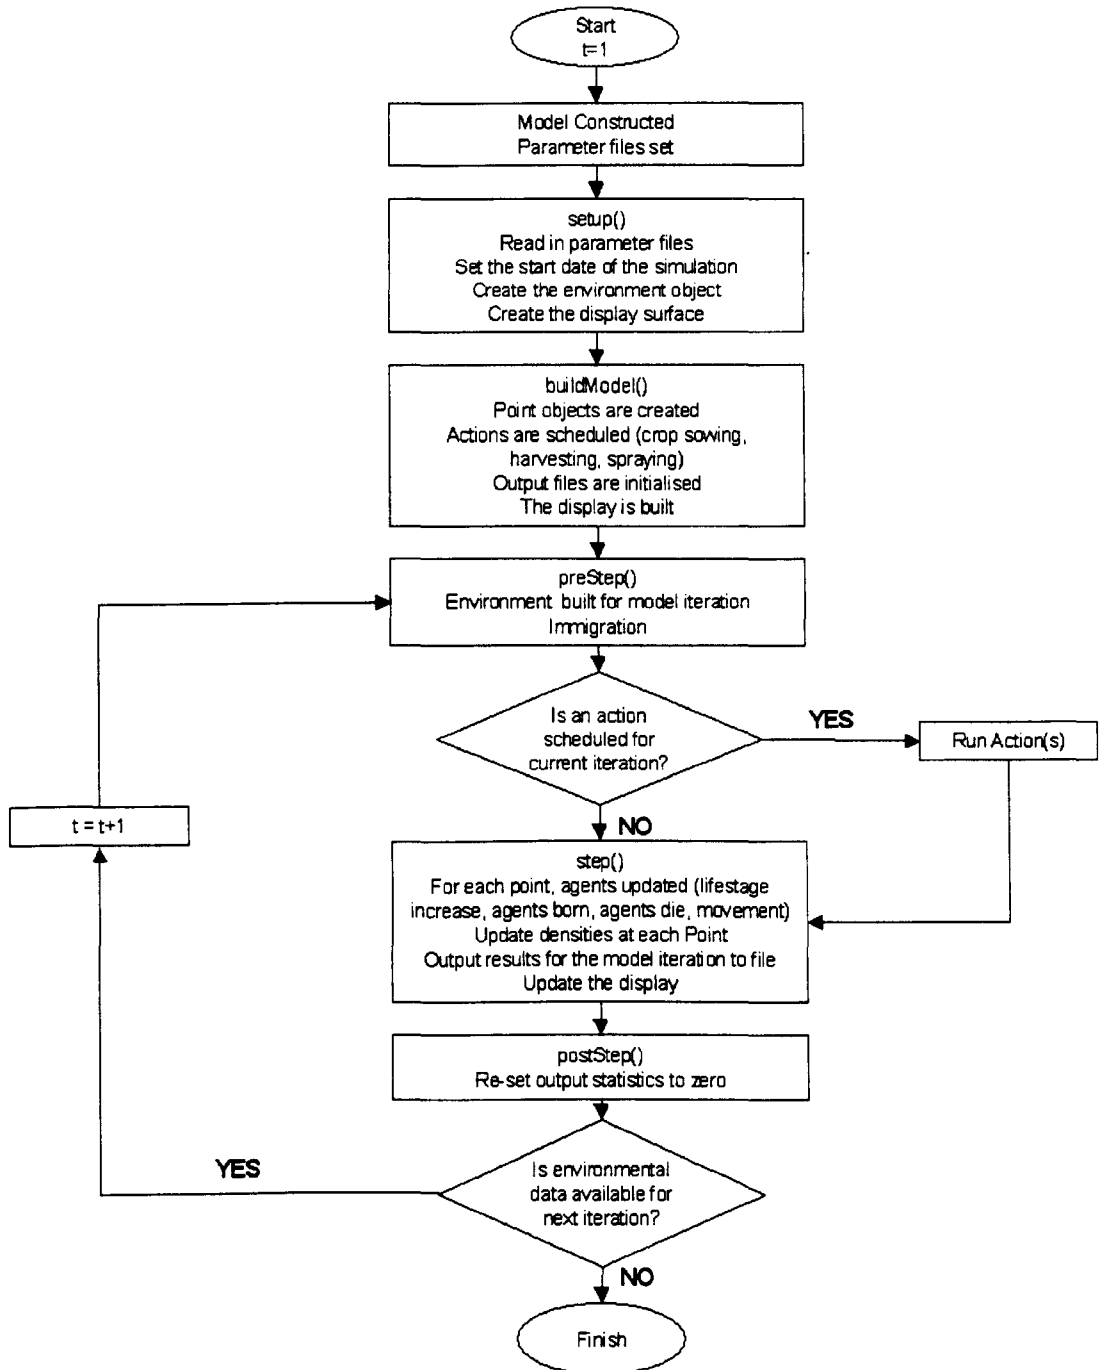 Start
t=1
Model Constructed
Parameter files set
setup()
Read in parameter files
Set the start date of the simulation
Create the environment object
Create the display surface
buildModel()
Point objects are created
Actions are scheduled (crop sowing,
harvesting, spraying)
Output files are initialised
The display is built
preStep()
Environment built for model iteration
Immigration
Is an action
scheduled for
current iteration?
YES
Run Action(s)
NO
t = t+1
step()
For each point, agents updated (lifestage
increase, agents born, agents die, movement)
Update densities at each Point
Output results for the model iteration to file
Update the display
postStep()
Re-set output statistics to zero
Is environmental
data available for
next iteration?
YES
NO
Finish